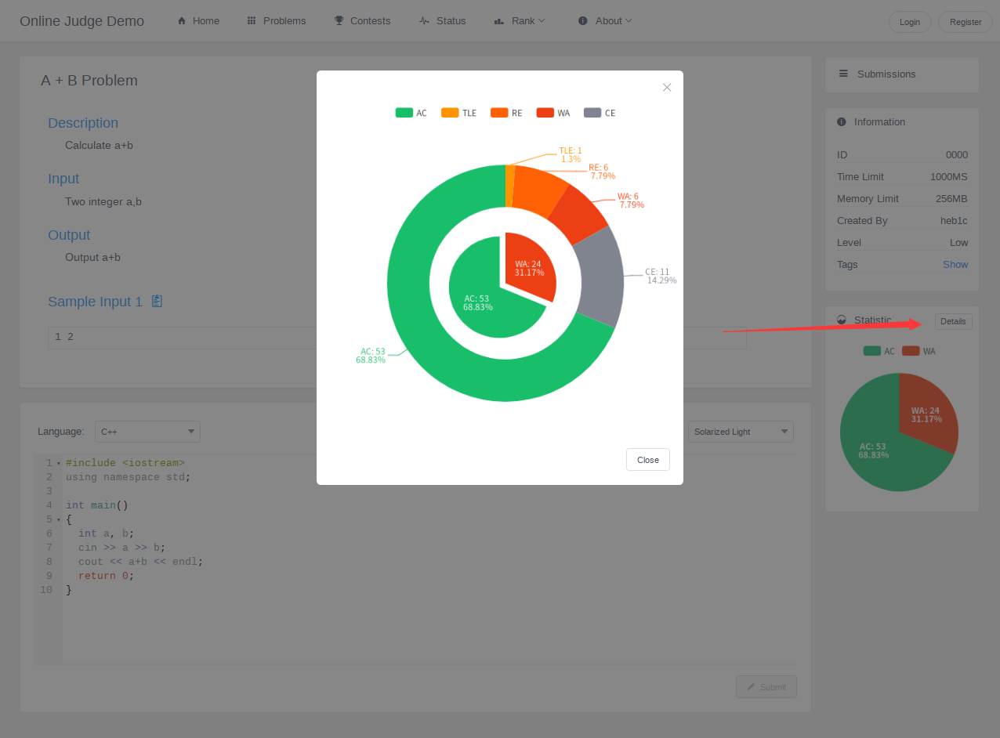 Online Judge Demo Home Problems Contests Status Rank About Login Register
A + B Problem
Description
Calculate a+b
Input
Two integer a,b
Output
Output a+b
Sample Input 1
1 2
Language: C++ Solarized Light
1 #include <iostream>
2 using namespace std;
3
4 int main()
5 {
6 int a, b;
7 cin >> a >> b;
8 cout << a+b << endl;
9 return 0;
10 }
Submit
AC TLE RE WA CE
TLE: 1
1.3%
RE: 6
7.79%
WA: 6
7.79%
WA: 24
31.17%
CE: 11
14.29%
AC: 53
68.83%
AC: 53
68.83%
Close
Submissions
Information
ID 0000
Time Limit 1000MS
Memory Limit 256MB
Created By heb1c
Level Low
Tags Show
Statistic Details
AC WA
WA: 24
31.17%
AC: 53
68.83%